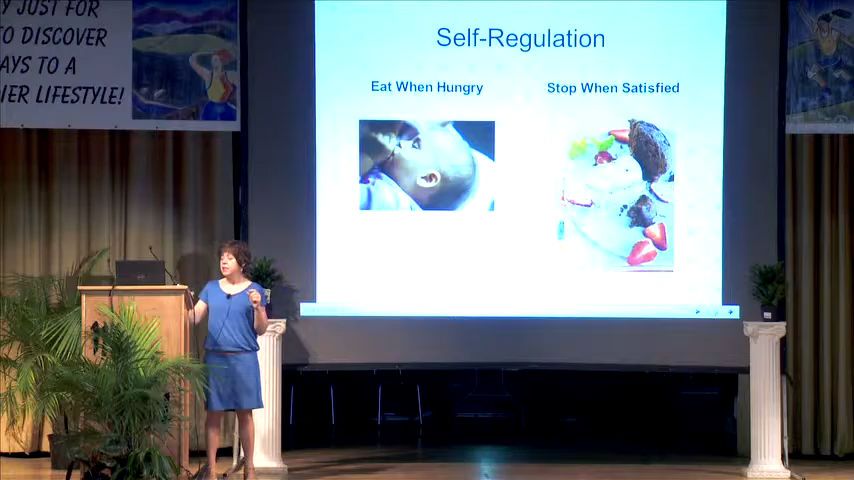 Y JUST FOR
TO DISCOVER
AYS TO A
IER LIFESTYLE!
Self-Regulation
Eat When Hungry
Stop When Satisfied